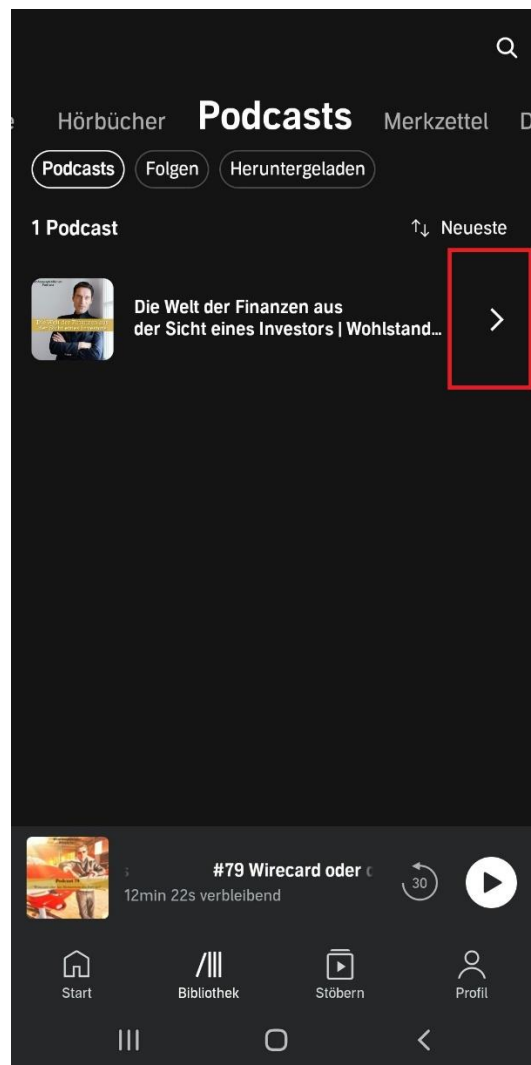 Hörbücher Podcasts Merkzettel D
Podcasts Folgen Heruntergeladen
1 Podcast ↑↓ Neueste
Die Welt der Finanzen aus
der Sicht eines Investors | Wohlstand...
#79 Wirecard oder
12min 22s verbleibend
30
Start Bibliothek Stöbern Profil